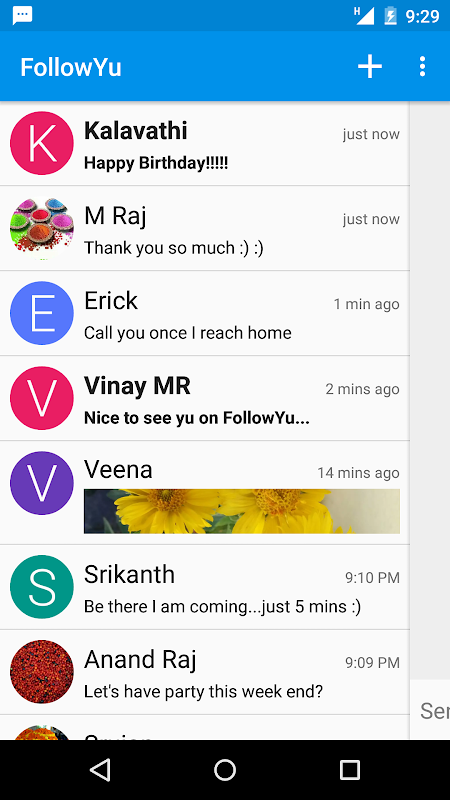 H
9:29
FollowYu
K
Kalavathi
just now
Happy Birthday!!!!!
M Raj
just now
Thank you so much :) :)
E
Erick
1 min ago
Call you once I reach home
V
Vinay MR
2 mins ago
Nice to see yu on FollowYu...
V
Veena
14 mins ago
S
Srikanth
9:10 PM
Be there I am coming...just 5 mins :)
Anand Raj
9:09 PM
Let's have party this week end?
Ser